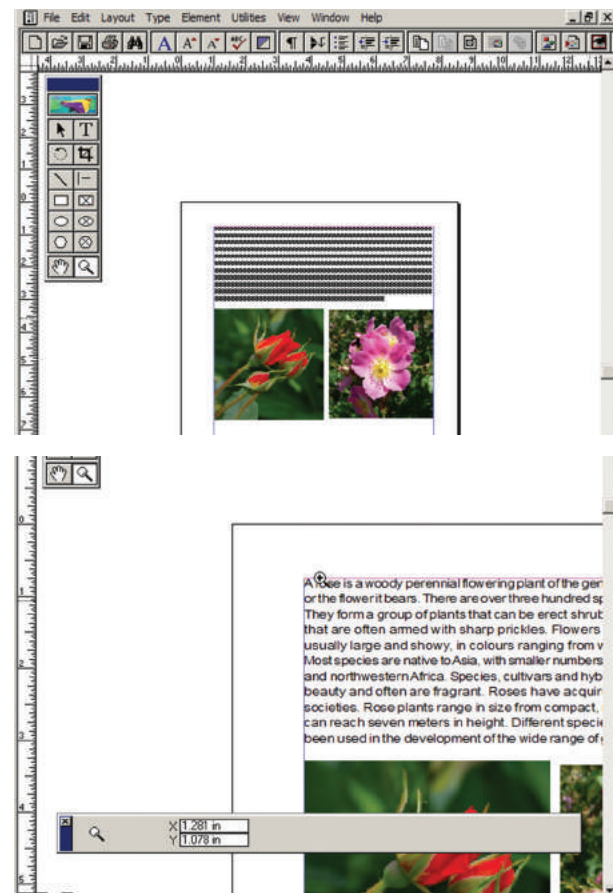 File Edit Layout Type Element Utilities View Window Help
A rose is a woody perennial flowering plant of the gen
or the flower it bears. There are over three hundred sp
They form a group of plants that can be erect shrub
that are often armed with sharp prickles. Flowers
usually large and showy, in colours ranging from w
Most species are native to Asia, with smaller numbers
and northwestern Africa. Species, cultivars and hyb
beauty and often are fragrant. Roses have acquir
societies. Rose plants range in size from compact,
can reach seven meters in height. Different specie
been used in the development of the wide range of
X 1.281 in
Y 1.078 in